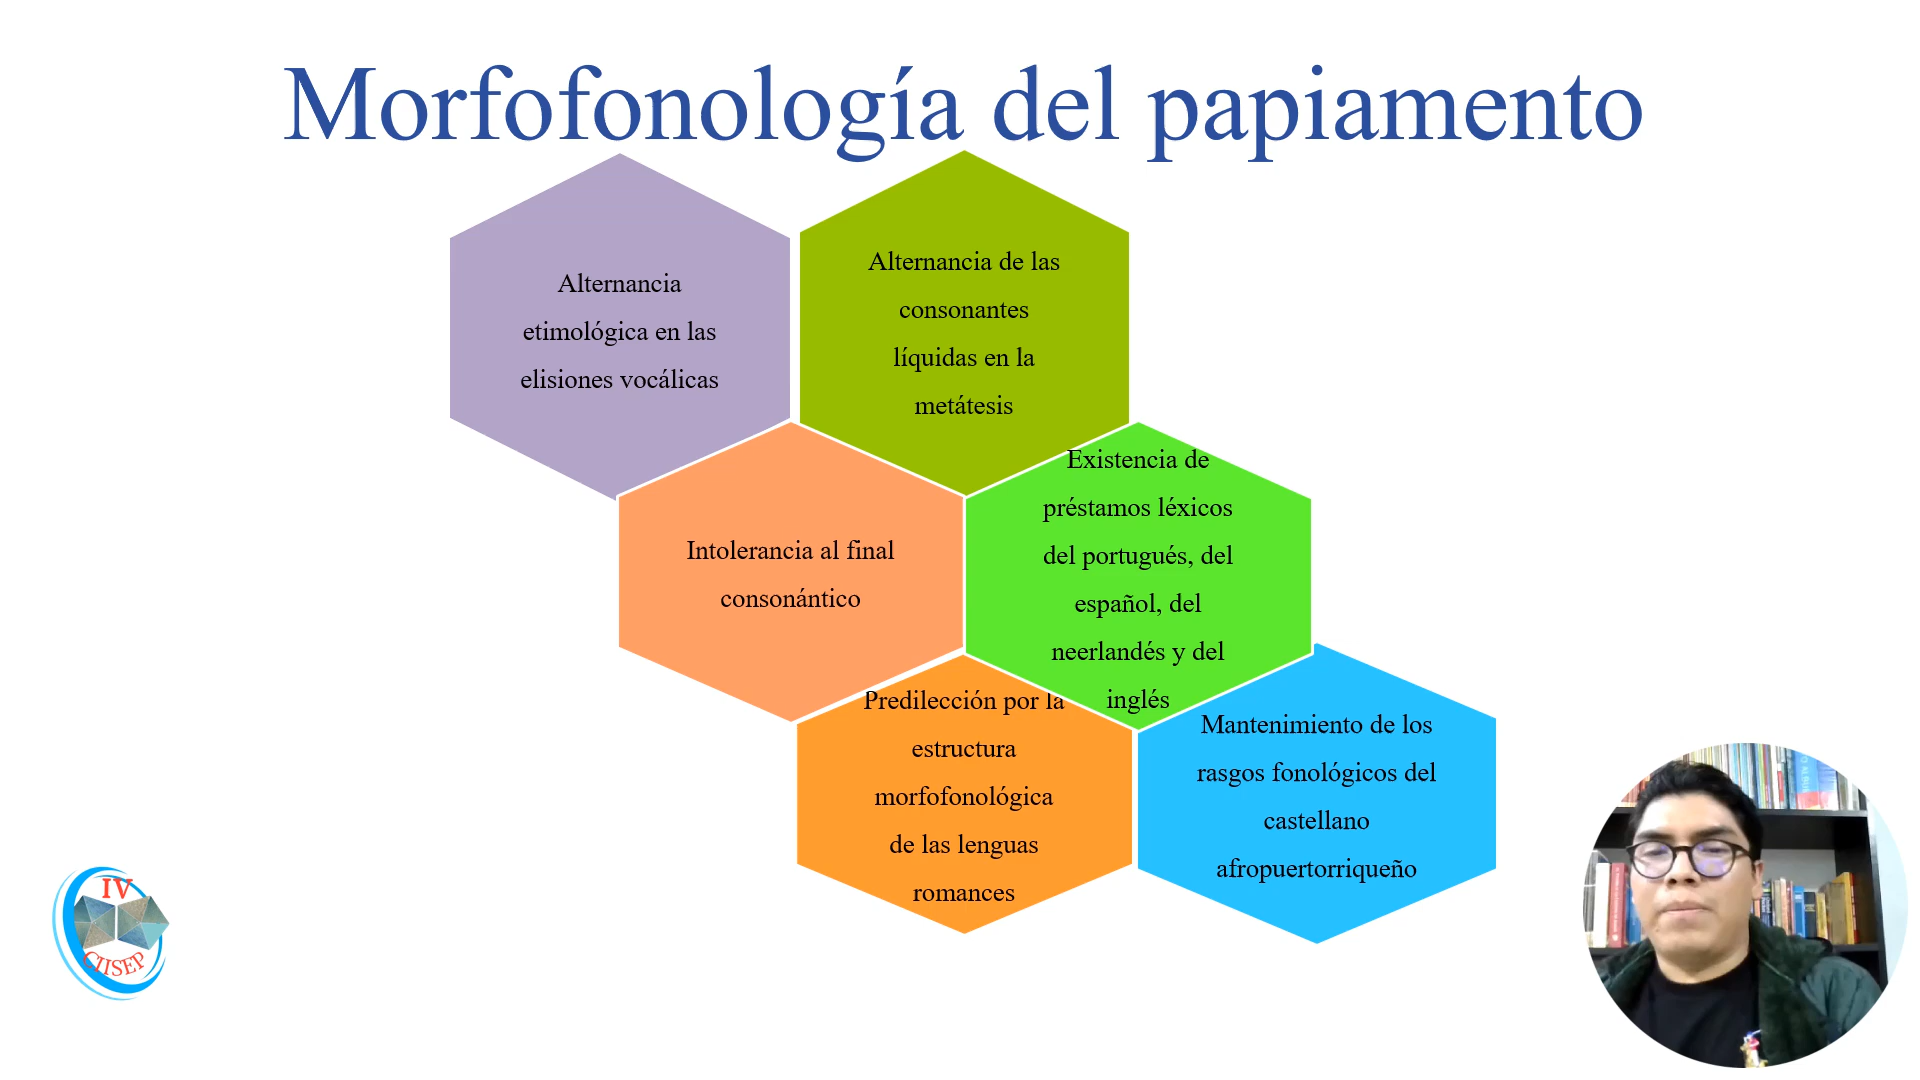 Morfofonología del papiamento
Alternancia
etimológica en las
elisiones vocálicas
Alternancia de las
consonantes
líquidas en la
metátesis
Intolerancia al final
consonántico
Existencia de
préstamos léxicos
del portugués, del
español, del
neerlandés y del
inglés
Predilección por la
estructura
morfofonológica
de las lenguas
romances
Mantenimiento de los
rasgos fonológicos del
castellano
afropuertorriqueño
IV
CIISEP